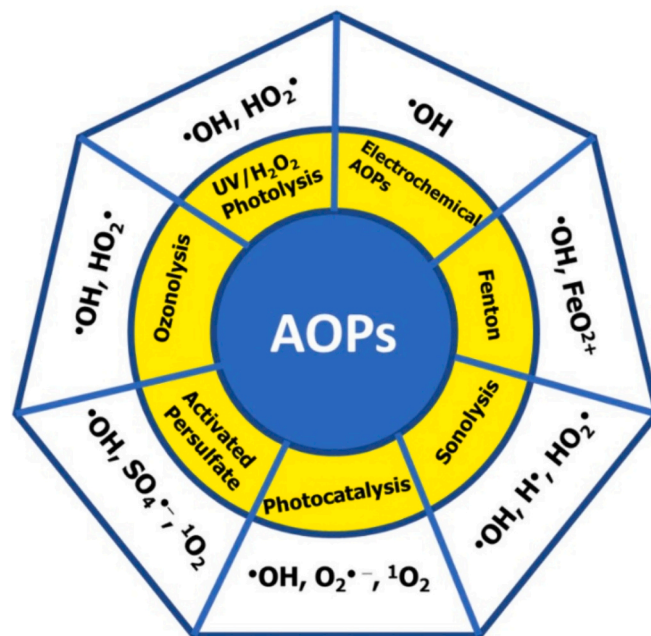 AOPs
Electrochemical
AOPs
•OH
Fenton
•OH, FeO²⁺
Sonolysis
•OH, H•, HO₂•
Photocatalysis
•OH, O₂•⁻, ¹O₂
Activated
Persulfate
•OH, SO₄•⁻, ¹O₂
Ozonolysis
•OH, HO₂•
UV/H₂O₂
Photolysis
•OH, HO₂•